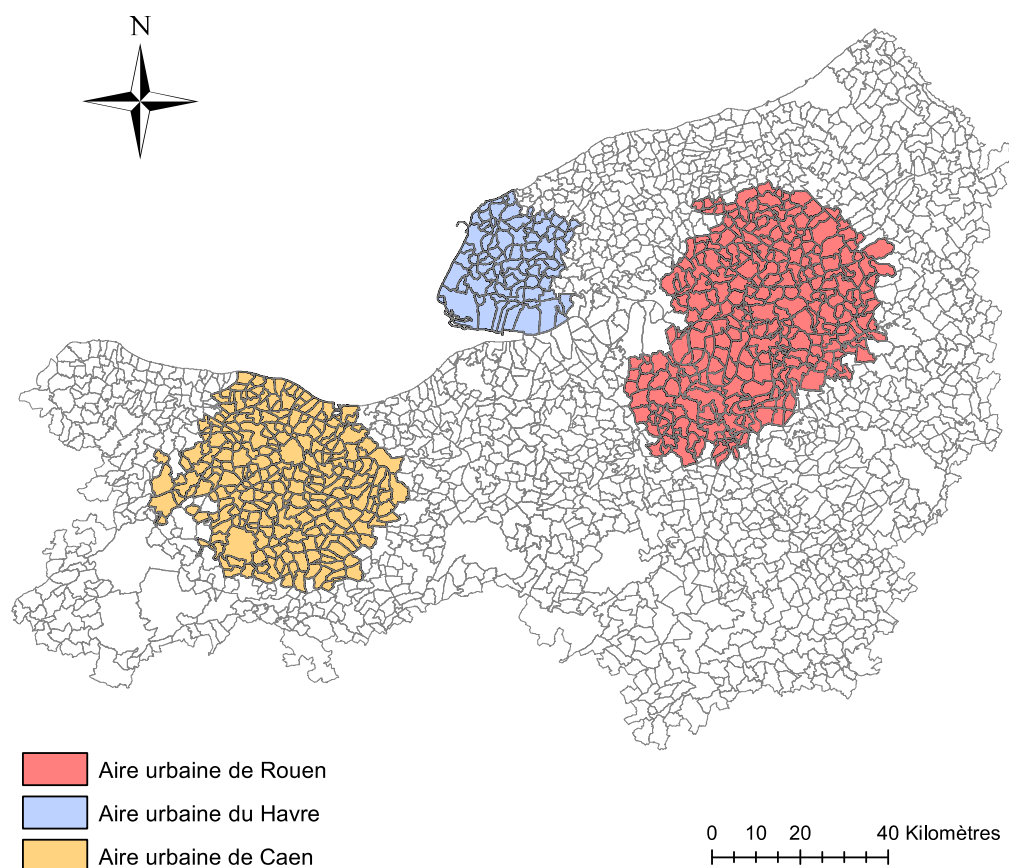 N
Aire urbaine de Rouen
Aire urbaine du Havre
Aire urbaine de Caen
0 10 20 40 Kilomètres